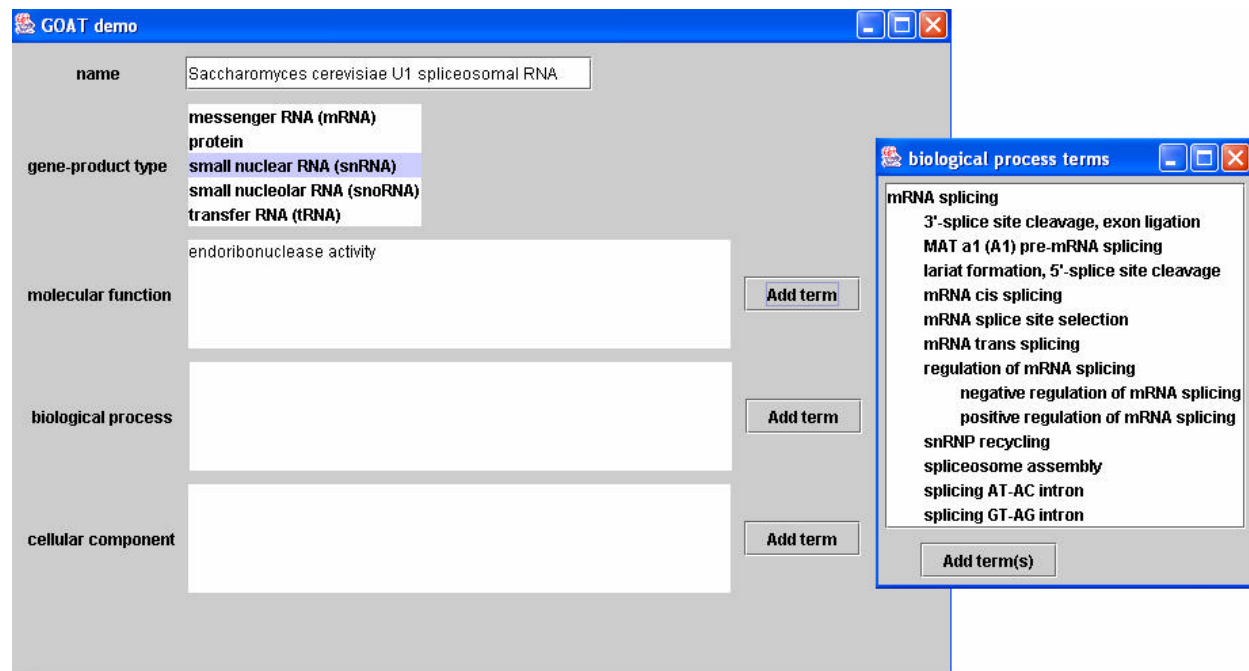 GOAT demo
name
Saccharomyces cerevisiae U1 spliceosomal RNA
gene-product type
messenger RNA (mRNA)
protein
small nuclear RNA (snRNA)
small nucleolar RNA (snoRNA)
transfer RNA (tRNA)
molecular function
endoribonuclease activity
Add term
biological process
Add term
cellular component
Add term
biological process terms
mRNA splicing
3'-splice site cleavage, exon ligation
MAT a1 (A1) pre-mRNA splicing
lariat formation, 5'-splice site cleavage
mRNA cis splicing
mRNA splice site selection
mRNA trans splicing
regulation of mRNA splicing
negative regulation of mRNA splicing
positive regulation of mRNA splicing
snRNP recycling
spliceosome assembly
splicing AT-AC intron
splicing GT-AG intron
Add term(s)